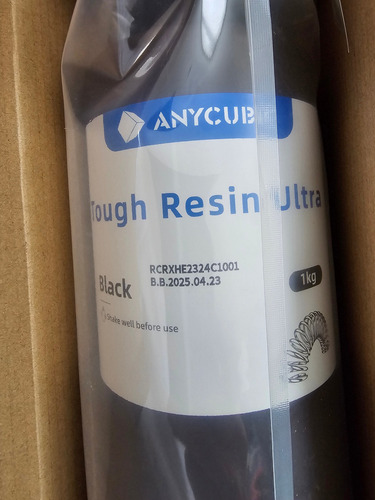 ANYCUB
Tough Resin Ultra
RCRXHE2324C1001
B.B.2025.04.23
Black
1kg
Shake well before use